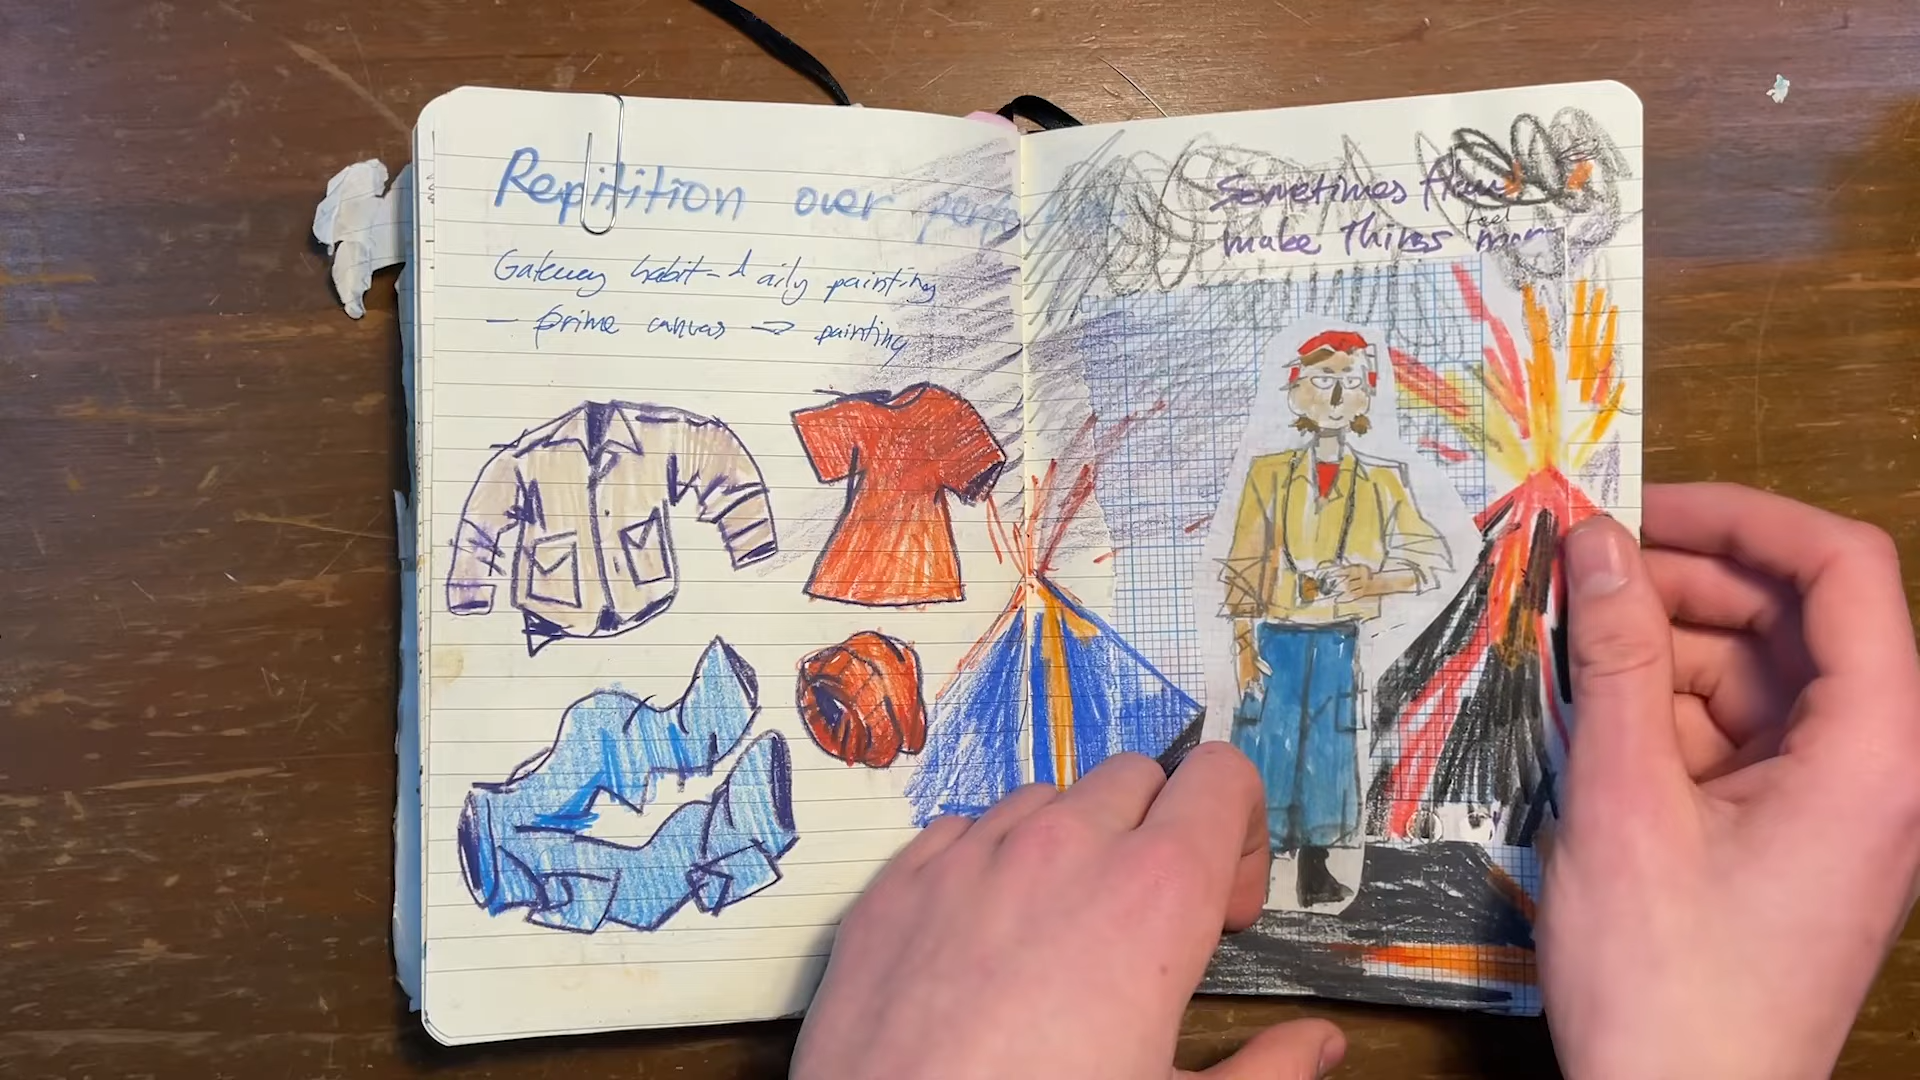 Repitition over
Gateway habit - daily painting
- prime canvas -> painting
Sometimes
feel
make things